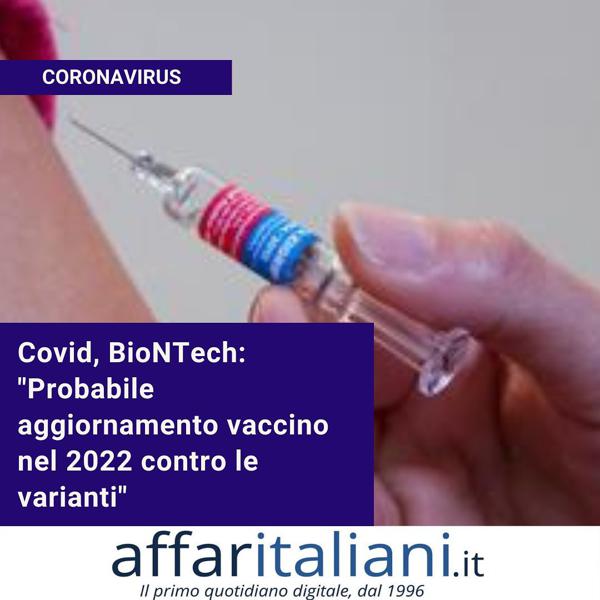 CORONAVIRUS
Covid, BioNTech:
"Probabile
aggiornamento vaccino
nel 2022 contro le
varianti"
affaritaliani.it
Il primo quotidiano digitale, dal 1996